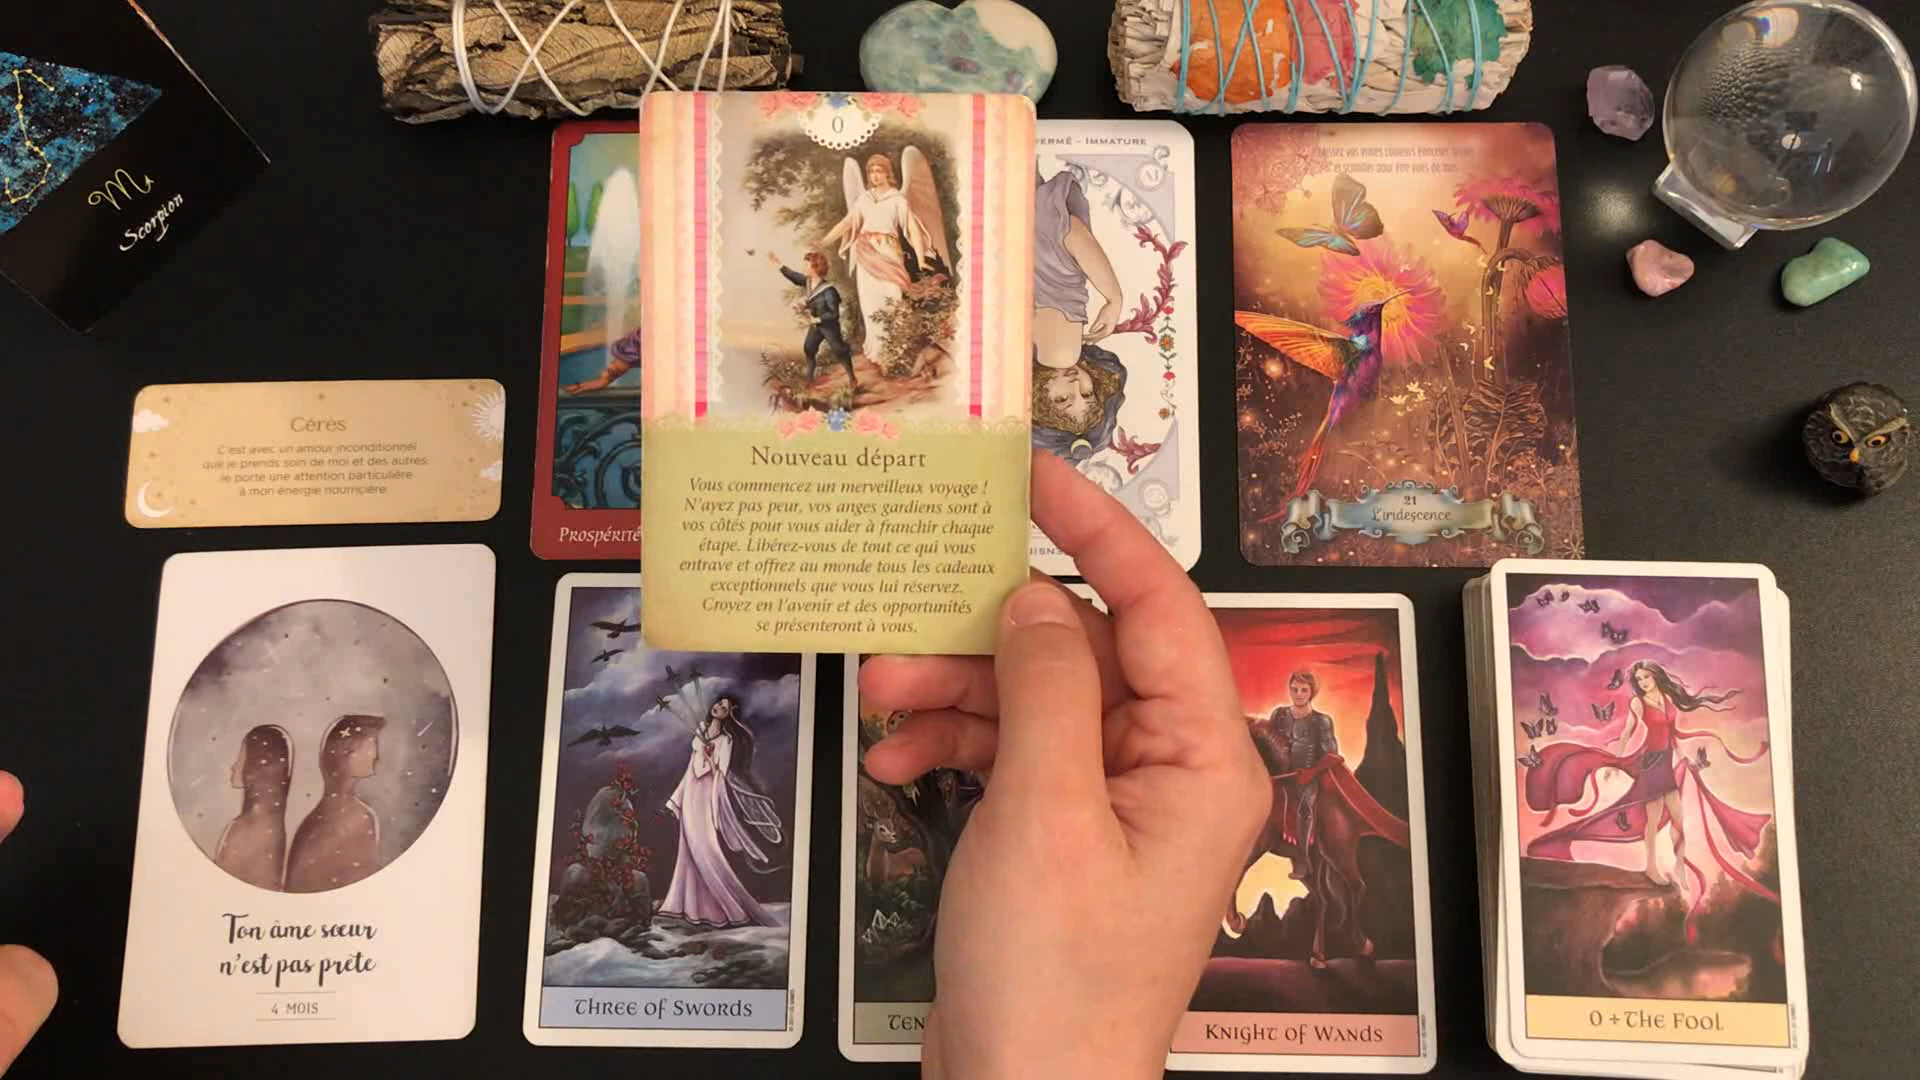 Scorpion
Cérès
C'est avec un amour inconditionnel
que je prends soin de moi et des autres.
Je porte une attention particulière
à mon énergie nourricière.
Ton âme sœur
n'est pas prête
4 MOIS
Prospérité
0
Nouveau départ
Vous commencez un merveilleux voyage !
N'ayez pas peur, vos anges gardiens sont à
vos côtés pour vous aider à franchir chaque
étape. Libérez-vous de tout ce qui vous
entrave et offrez au monde tous les cadeaux
exceptionnels que vous lui réservez.
Croyez en l'avenir et des opportunités
se présenteront à vous.
FERMÉ – IMMATURE
21
L'iridescence
Three of Swords
Ten
Knight of Wands
0 + The Fool